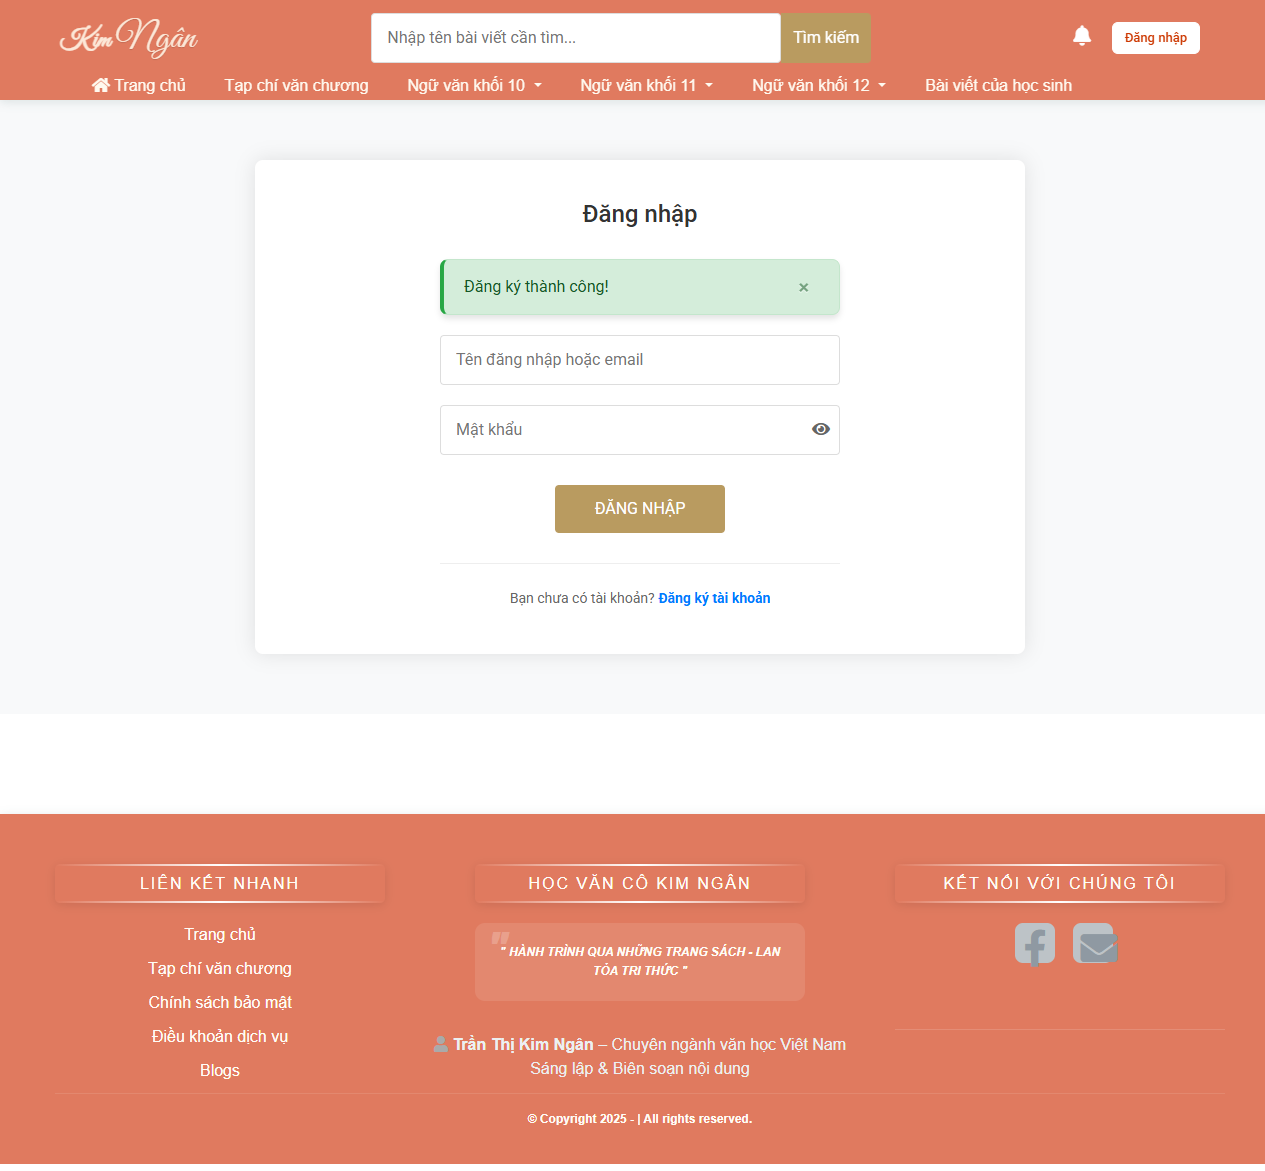 Kim Ngân
Nhập tên bài viết cần tìm...
Tìm kiếm
Đăng nhập
Trang chủ
Tạp chí văn chương
Ngữ văn khối 10
Ngữ văn khối 11
Ngữ văn khối 12
Bài viết của học sinh
Đăng nhập
Đăng ký thành công!
×
Tên đăng nhập hoặc email
Mật khẩu
ĐĂNG NHẬP
Bạn chưa có tài khoản? Đăng ký tài khoản
LIÊN KẾT NHANH
Trang chủ
Tạp chí văn chương
Chính sách bảo mật
Điều khoản dịch vụ
Blogs
HỌC VĂN CÔ KIM NGÂN
" HÀNH TRÌNH QUA NHỮNG TRANG SÁCH - LAN
TỎA TRI THỨC "
Trần Thị Kim Ngân – Chuyên ngành văn học Việt Nam
Sáng lập & Biên soạn nội dung
KẾT NỐI VỚI CHÚNG TÔI
© Copyright 2025 - | All rights reserved.